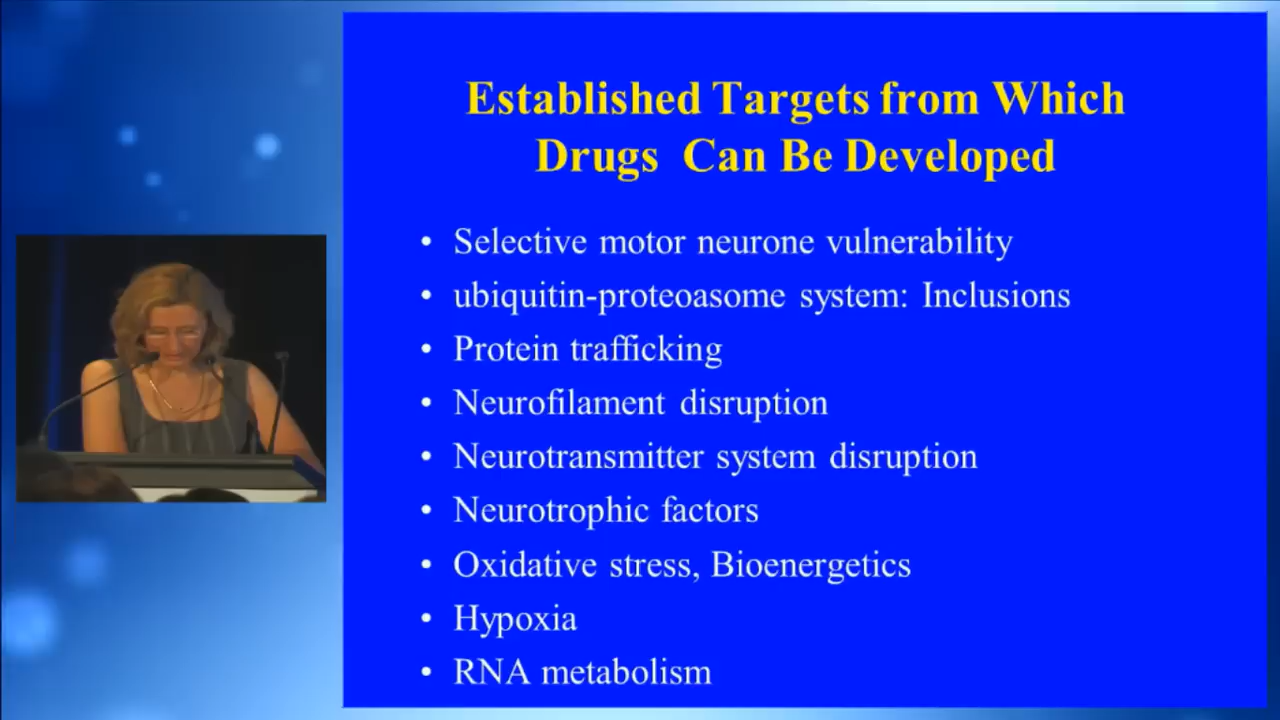 Established Targets from Which
Drugs Can Be Developed
• Selective motor neurone vulnerability
• ubiquitin-proteoasome system: Inclusions
• Protein trafficking
• Neurofilament disruption
• Neurotransmitter system disruption
• Neurotrophic factors
• Oxidative stress, Bioenergetics
• Hypoxia
• RNA metabolism